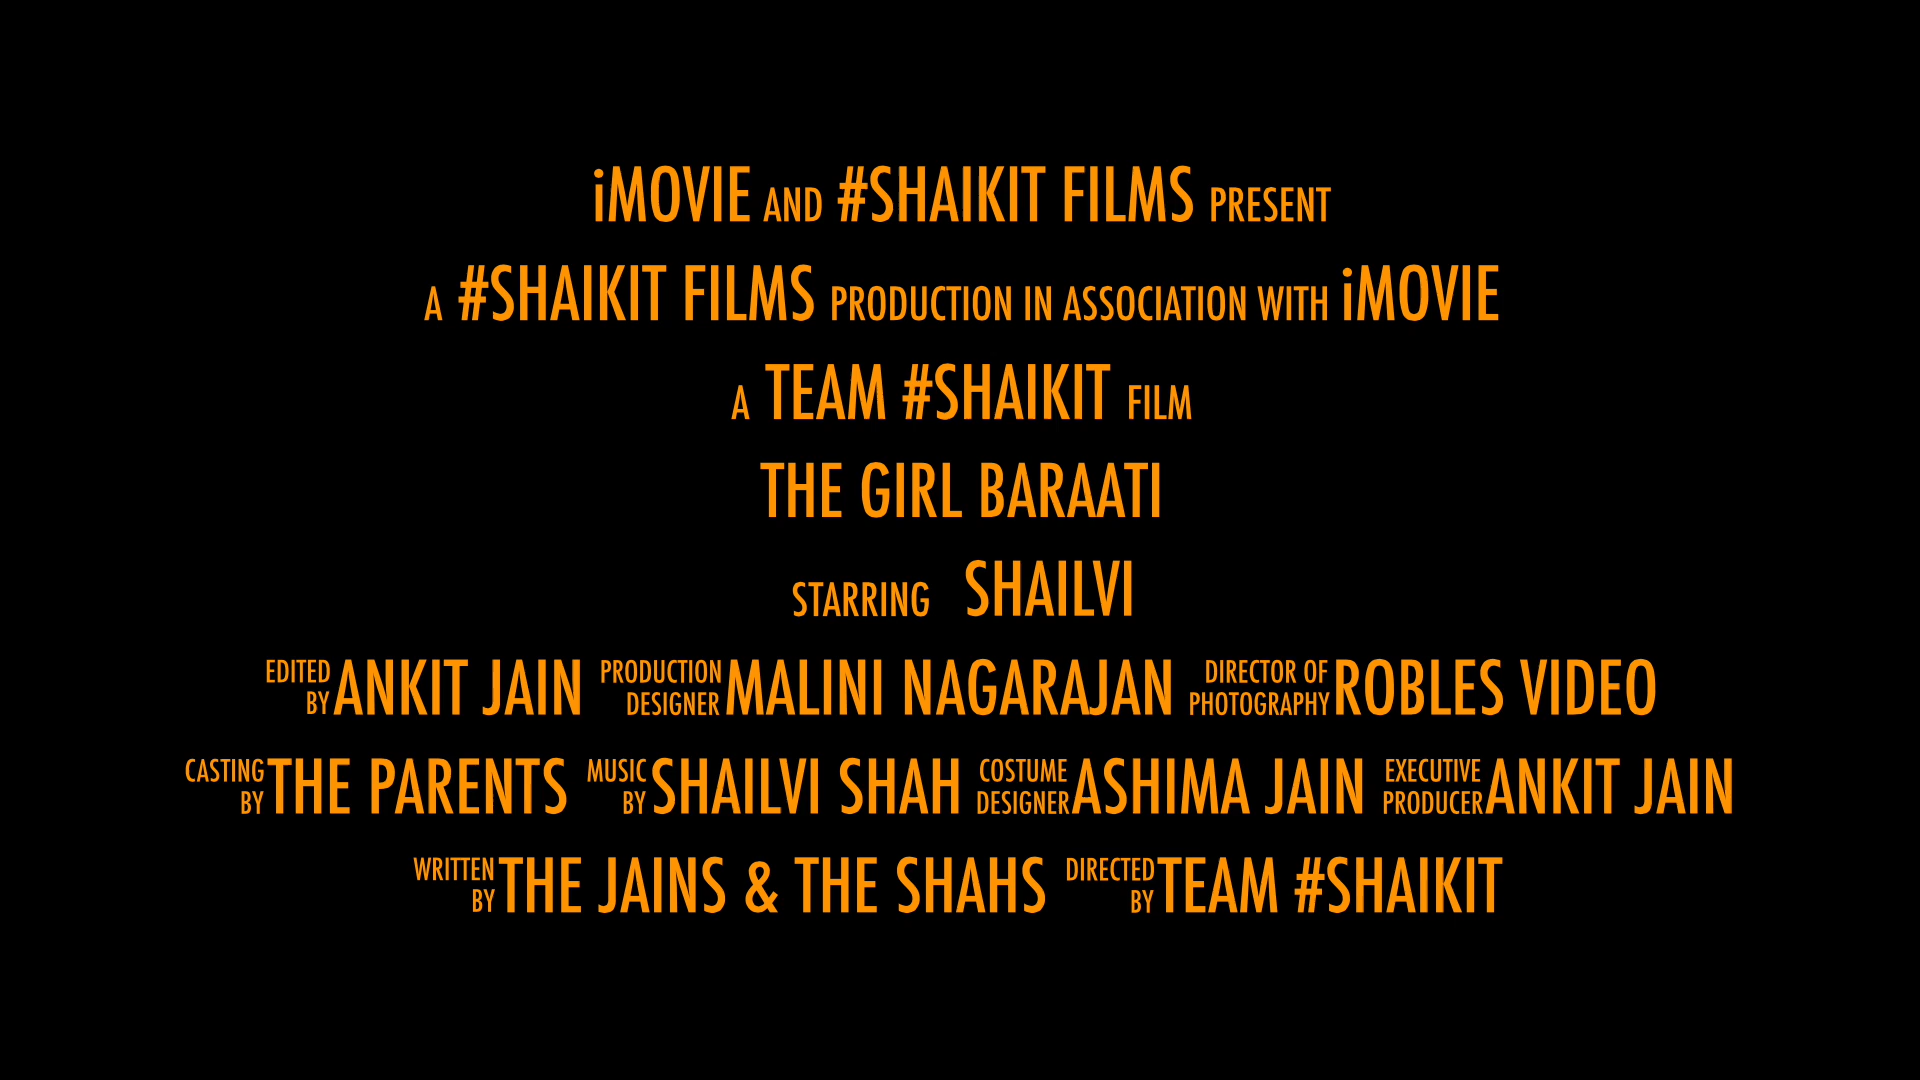 iMOVIE AND #SHAIKIT FILMS PRESENT
A #SHAIKIT FILMS PRODUCTION IN ASSOCIATION WITH iMOVIE
A TEAM #SHAIKIT FILM
THE GIRL BARAATI
STARRING SHAILVI
EDITED BY ANKIT JAIN PRODUCTION DESIGNER MALINI NAGARAJAN DIRECTOR OF PHOTOGRAPHY ROBLES VIDEO
CASTING BY THE PARENTS MUSIC BY SHAILVI SHAH COSTUME DESIGNER ASHIMA JAIN EXECUTIVE PRODUCER ANKIT JAIN
WRITTEN BY THE JAINS & THE SHAHS DIRECTED BY TEAM #SHAIKIT